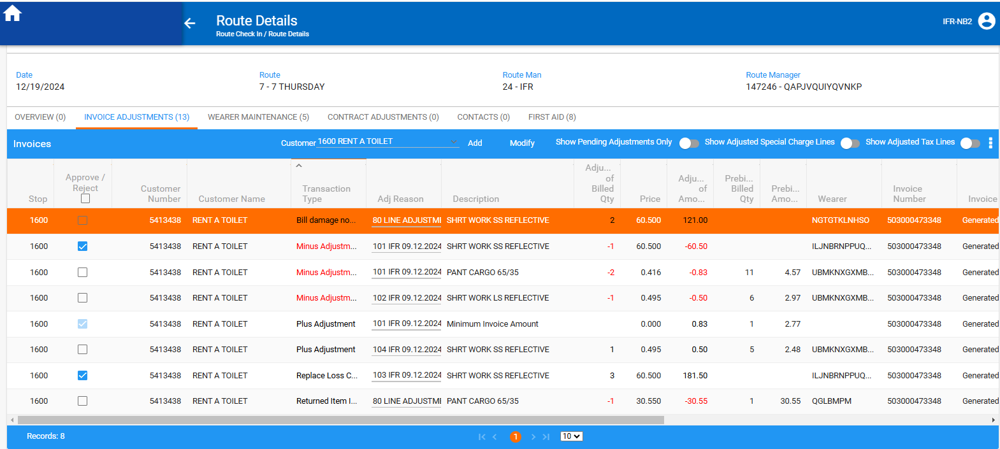 Route Details
Route Check In / Route Details
IFR-NB2
Date
12/19/2024
Route
7 - 7 THURSDAY
Route Man
24 - IFR
Route Manager
147246 - QAPJVQUIYQVNKP
OVERVIEW (0) INVOICE ADJUSTMENTS (13) WEARER MAINTENANCE (5) CONTRACT ADJUSTMENTS (0) CONTACTS (0) FIRST AID (8)
Invoices Customer 1600 RENT A TOILET Add Modify Show Pending Adjustments Only Show Adjusted Special Charge Lines Show Adjusted Tax Lines
Stop
Approve /
Reject
Customer
Number
Customer Name
Transaction
Type
Adj Reason
Description
Adju...
of
Billed
Qty
Price
Adju...
of
Amo...
Prebi...
Billed
Qty
Prebi...
Amo...
Wearer
Invoice
Number
Invoice
1600 5413438 RENT A TOILET Bill damage no... 80 LINE ADJUSTMI SHRT WORK SS REFLECTIVE 2 60.500 121.00 NGTGTKLNHSO 503000473348 Generated
1600 5413438 RENT A TOILET Minus Adjustm... 101 IFR 09.12.2024 SHRT WORK SS REFLECTIVE -1 60.500 -60.50 ILJNBRNPPUQ... 503000473348 Generated
1600 5413438 RENT A TOILET Minus Adjustm... 101 IFR 09.12.2024 PANT CARGO 65/35 -2 0.416 -0.83 11 4.57 UBMKNXGXMB... 503000473348 Generated
1600 5413438 RENT A TOILET Minus Adjustm... 102 IFR 09.12.2024 SHRT WORK LS REFLECTIVE -1 0.495 -0.50 6 2.97 UBMKNXGXMB... 503000473348 Generated
1600 5413438 RENT A TOILET Plus Adjustment 101 IFR 09.12.2024 Minimum Invoice Amount 0.000 0.83 1 2.77 503000473348 Generated
1600 5413438 RENT A TOILET Plus Adjustment 104 IFR 09.12.2024 SHRT WORK SS REFLECTIVE 1 0.495 0.50 5 2.48 UBMKNXGXMB... 503000473348 Generated
1600 5413438 RENT A TOILET Replace Loss C... 103 IFR 09.12.2024 SHRT WORK SS REFLECTIVE 3 60.500 181.50 ILJNBRNPPUQ... 503000473348 Generated
1600 5413438 RENT A TOILET Returned Item I... 80 LINE ADJUSTMI PANT CARGO 65/35 -1 30.550 -30.55 1 30.55 QGLBMPM 503000473348 Generated
Records: 8 1 10